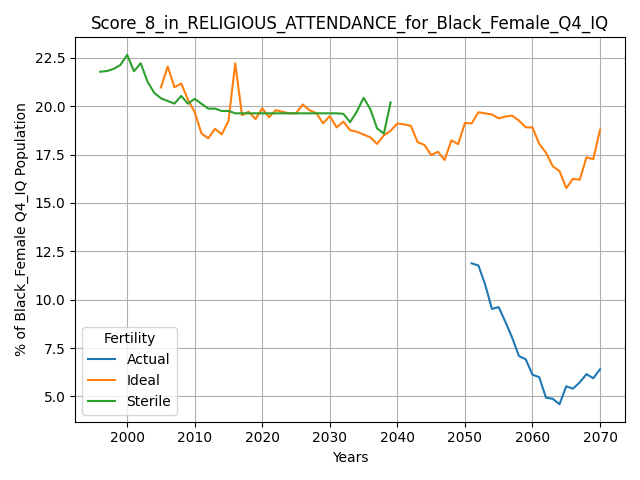 Score_8_in_RELIGIOUS_ATTENDANCE_for_Black_Female_Q4_IQ
% of Black_Female Q4_IQ Population
22.5
20.0
17.5
15.0
12.5
10.0
7.5
5.0
Fertility
Actual
Ideal
Sterile
2000 2010 2020 2030 2040 2050 2060 2070
Years